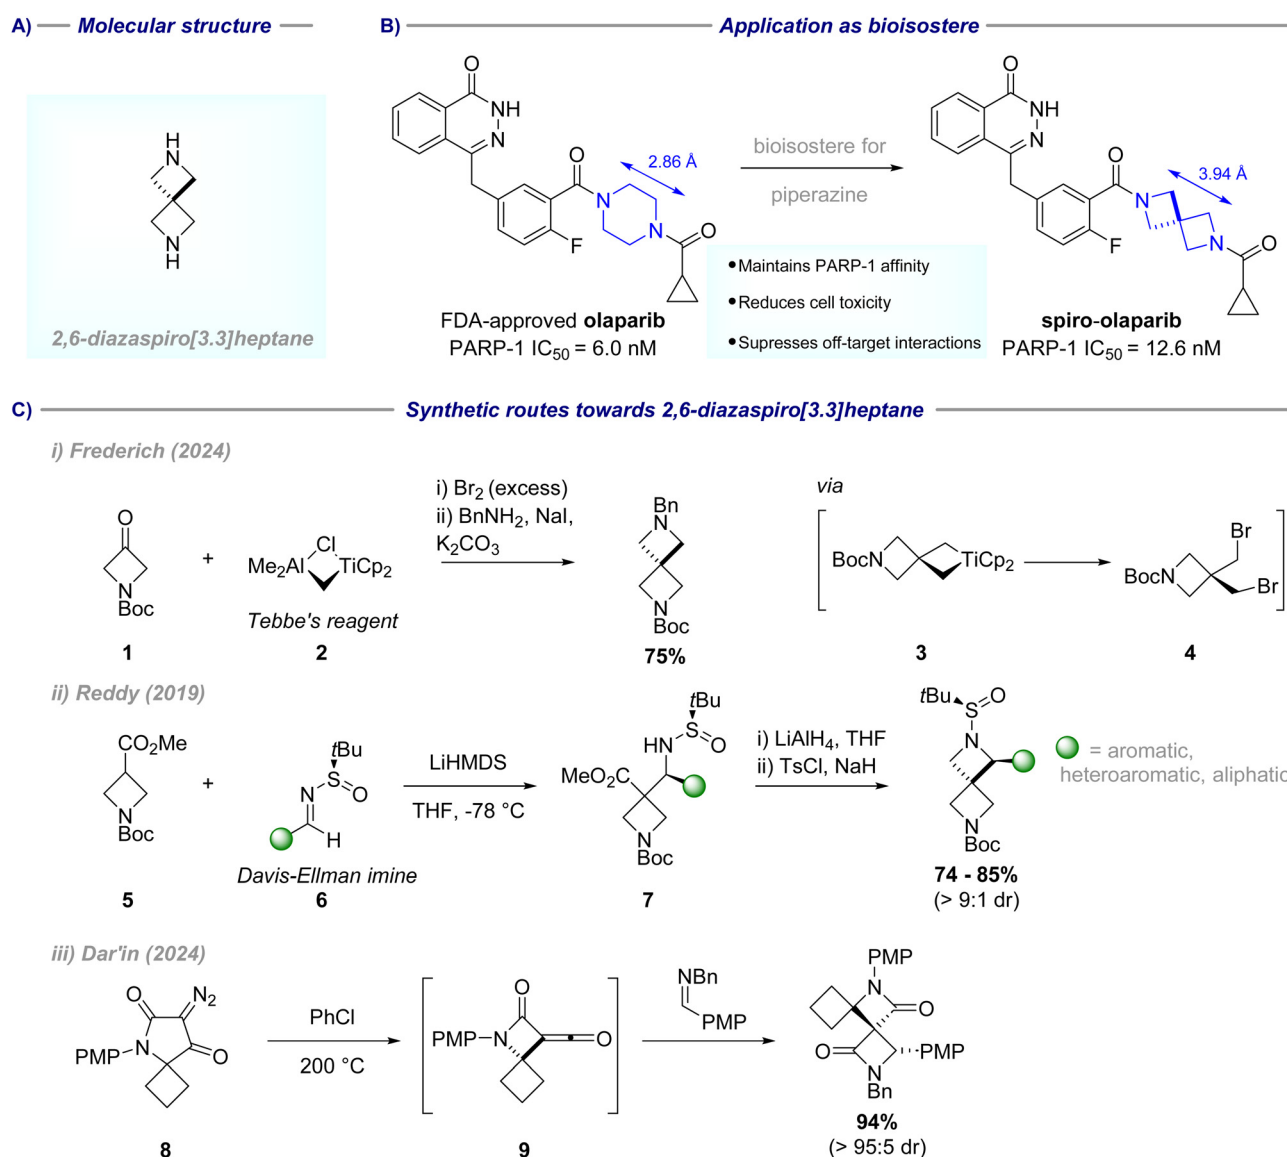 A) Molecular structure
H
N
N
H
2,6-diazaspiro[3.3]heptane
B) Application as bioisostere
O
NH
N
O
2.86 Å
N
N
O
F
FDA-approved olaparib
PARP-1 IC50 = 6.0 nM
bioisostere for
piperazine
•Maintains PARP-1 affinity
•Reduces cell toxicity
•Supresses off-target interactions
O
NH
N
O
3.94 Å
N
N
O
F
spiro-olaparib
PARP-1 IC50 = 12.6 nM
C) Synthetic routes towards 2,6-diazaspiro[3.3]heptane
i) Frederich (2024)
O
N
Boc
1
+
Cl
Me2Al TiCp2
Tebbe's reagent
2
i) Br2 (excess)
ii) BnNH2, NaI,
K2CO3
Bn
N
N
Boc
75%
via
BocN TiCp2
3
Br
BocN
Br
4
ii) Reddy (2019)
CO2Me
N
Boc
5
+
tBu
S
N O
H
Davis-Ellman imine
6
LiHMDS
THF, -78 °C
tBu
S
HN O
MeO2C
N
Boc
7
i) LiAlH4, THF
ii) TsCl, NaH
tBu O
S
N
N
Boc
74 - 85%
(> 9:1 dr)
= aromatic,
heteroaromatic, aliphatic
iii) Dar'in (2024)
O N2
PMP N O
8
PhCl
200 °C
O
PMP N O
9
NBn
PMP
PMP
N
O
O PMP
N
Bn
94%
(> 95:5 dr)